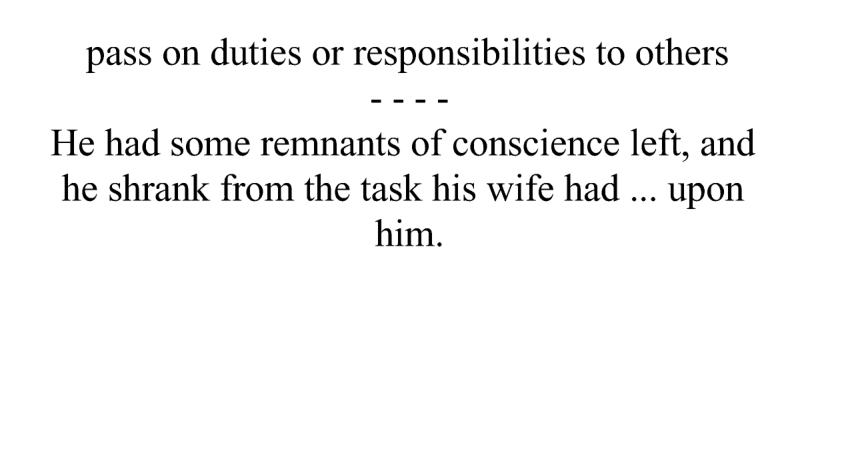 pass on duties or responsibilities to others
- - - -
He had some remnants of conscience left, and
he shrank from the task his wife had ... upon
him.